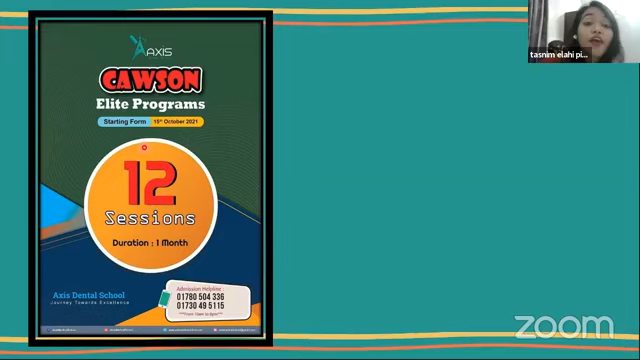 AXIS
CAWSON
Elite Programs
Starting Form 15th October 2021
12
Sessions
Duration : 1 Month
Axis Dental School
Journey Towards Excellence
Admission Helpline :
01780 504 336
01730 49 5115
tasnim elahi pi...
zoom